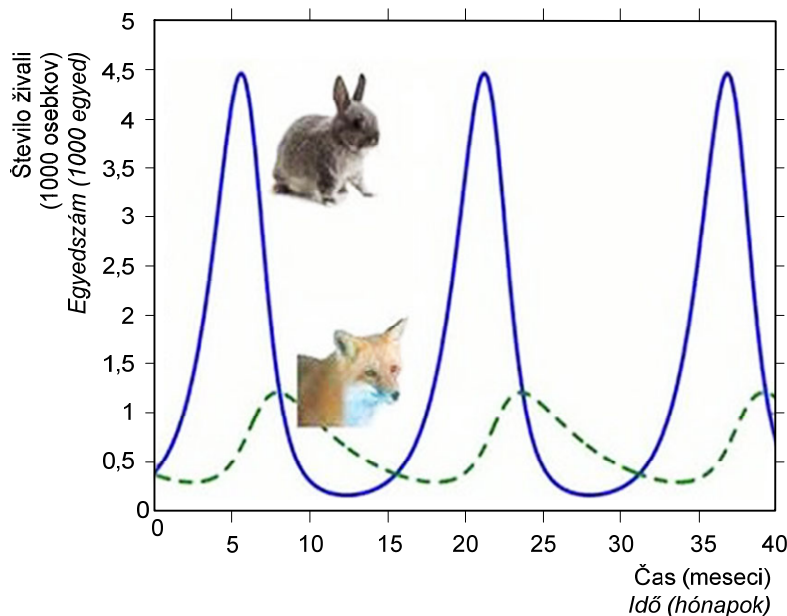 Število živali
(1000 osebkov)
Egyedszám (1000 egyed)
5
4,5
4
3,5
3
2,5
2
1,5
1
0,5
0
0 5 10 15 20 25 30 35 40
Čas (meseci)
Idő (hónapok)